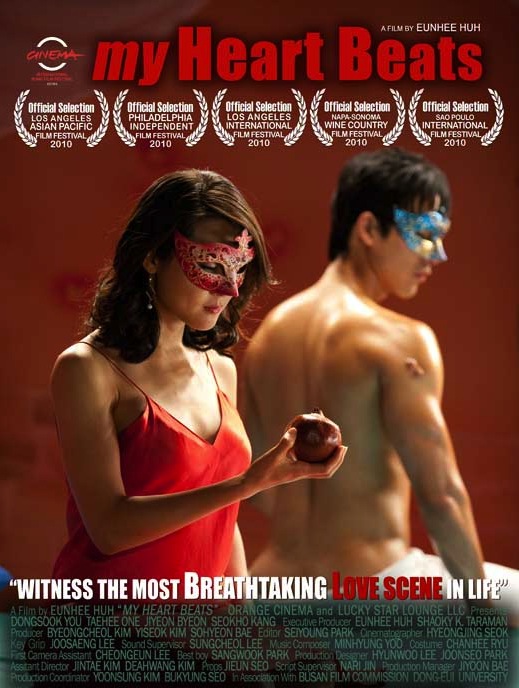 A FILM BY EUNHEE HUH
my Heart Beats
CINEMA
Official Selection
LOS ANGELES
ASIAN PACIFIC
FILM FESTIVAL
2010
Official Selection
PHILADELPHIA
INDEPENDENT
FILM FESTIVAL
2010
Official Selection
LOS ANGELES
INTERNATIONAL
FILM FESTIVAL
2010
Official Selection
NAPA-SONOMA
WINE COUNTRY
FILM FESTIVAL
2010
Official Selection
SAO POULO
INTERNATIONAL
FILM FESTIVAL
2010
"WITNESS THE MOST BREATHTAKING LOVE SCENE IN LIFE"
A Film by EUNHEE HUH "MY HEART BEATS" ORANGE CINEMA and LUCKY STAR LOUNGE LLC Presents
DONGSOOK YOU TAEHEE ONE JIYEON BYEON SEOKHO KANG Executive Producer EUNHEE HUH SHAOKY K. TARAMAN
Producer BYEONGCHEOL KIM YISEOK KIM SOHYEON BAE Editor SEIYOUNG PARK Cinematographer HYEONGJING SEOK
Key Grip JOOSAENG LEE Sound Supervisor SUNGCHEOL LEE Music Composer MINHYUNG YOO Costume CHANHEE RYU
First Camera Assistant CHEONGEUN LEE Best boy SANGWOOK PARK Production Designer HYUNWOO LEE JOONSEO PARK
Assistant Director JINTAE KIM DEAHWANG KIM Props JIEUN SEO Script Supervisor NARI JIN Production Manager JIYOON BAE
Production Coordinator YOONSUNG KIM BUKYUNG SEO In Association With BUSAN FILM COMMISSION DONG-EU UNIVERSITY